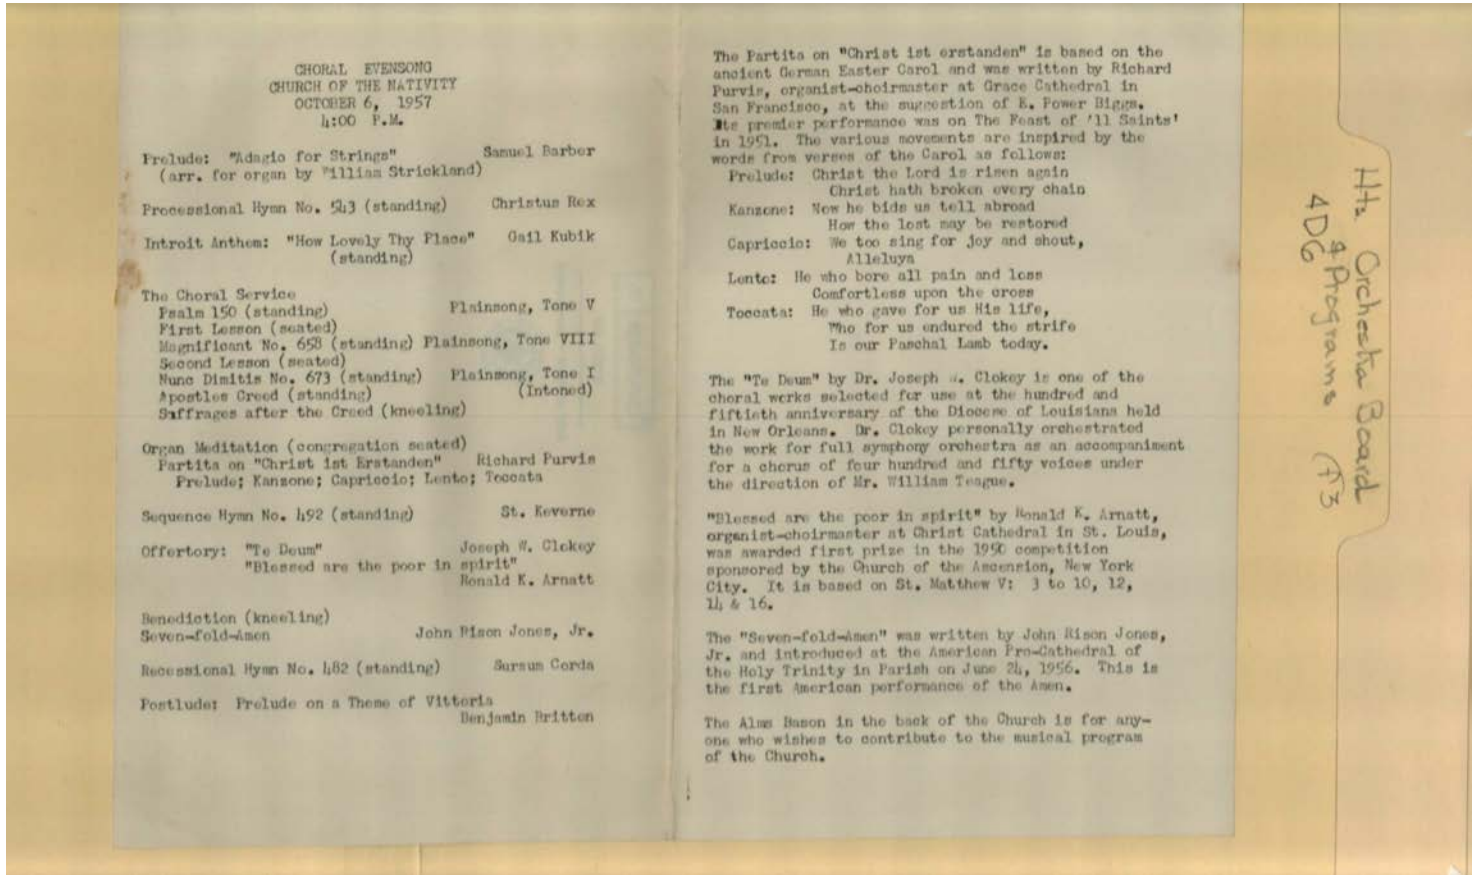 CHORAL EVENSONG
CHURCH OF THE NATIVITY
OCTOBER 6, 1957
4:00 P.M.
Prelude: "Adagio for Strings" Samuel Barber
(arr. for organ by William Strickland)
Processional Hymn No. 543 (standing) Christus Rex
Introit Anthem: "How Lovely Thy Place" Gail Kubik
(standing)
The Choral Service
Psalm 150 (standing) Plainsong, Tone V
First Lesson (seated)
Magnificant No. 658 (standing) Plainsong, Tone VIII
Second Lesson (seated)
Nunc Dimitis No. 673 (standing) Plainsong, Tone I
Apostles Creed (standing) (Intoned)
Suffrages after the Creed (kneeling)
Organ Meditation (congregation seated)
Partita on "Christ ist Erstanden" Richard Purvis
Prelude; Kanzone; Capriccio; Lento; Toccata
Sequence Hymn No. 492 (standing) St. Keverne
Offertory: "Te Deum" Joseph W. Clokey
"Blessed are the poor in spirit"
Ronald K. Arnatt
Benediction (kneeling)
Seven-fold-Amen John Rison Jones, Jr.
Recessional Hymn No. 482 (standing) Sursum Corda
Postlude: Prelude on a Theme of Vittoria
Benjamin Britten
The Partita on "Christ ist erstanden" is based on the
ancient German Easter Carol and was written by Richard
Purvis, organist-choirmaster at Grace Cathedral in
San Francisco, at the suggestion of E. Power Biggs.
Its premier performance was on The Feast of 'll Saints'
in 1951. The various movements are inspired by the
words from verses of the Carol as follows:
Prelude: Christ the Lord is risen again
Christ hath broken every chain
Kanzone: Now he bids us tell abroad
How the lost may be restored
Capriccio: We too sing for joy and shout,
Alleluya
Lento: He who bore all pain and loss
Comfortless upon the cross
Toccata: He who gave for us His life,
Who for us endured the strife
Is our Paschal Lamb today.
The "Te Deum" by Dr. Joseph W. Clokey is one of the
choral works selected for use at the hundred and
fiftieth anniversary of the Diocese of Louisiana held
in New Orleans. Dr. Clokey personally orchestrated
the work for full symphony orchestra as an accompaniment
for a chorus of four hundred and fifty voices under
the direction of Mr. William Teague.
"Blessed are the poor in spirit" by Ronald K. Arnatt,
organist-choirmaster at Christ Cathedral in St. Louis,
was awarded first prize in the 1950 competition
sponsored by the Church of the Ascension, New York
City. It is based on St. Matthew V: 3 to 10, 12,
14 & 16.
The "Seven-fold-Amen" was written by John Rison Jones,
Jr. and introduced at the American Pro-Cathedral of
the Holy Trinity in Parish on June 24, 1956. This is
the first American performance of the Amen.
The Alms Bason in the back of the Church is for any-
one who wishes to contribute to the musical program
of the Church.
Orchestra Board
& Programs
4D6